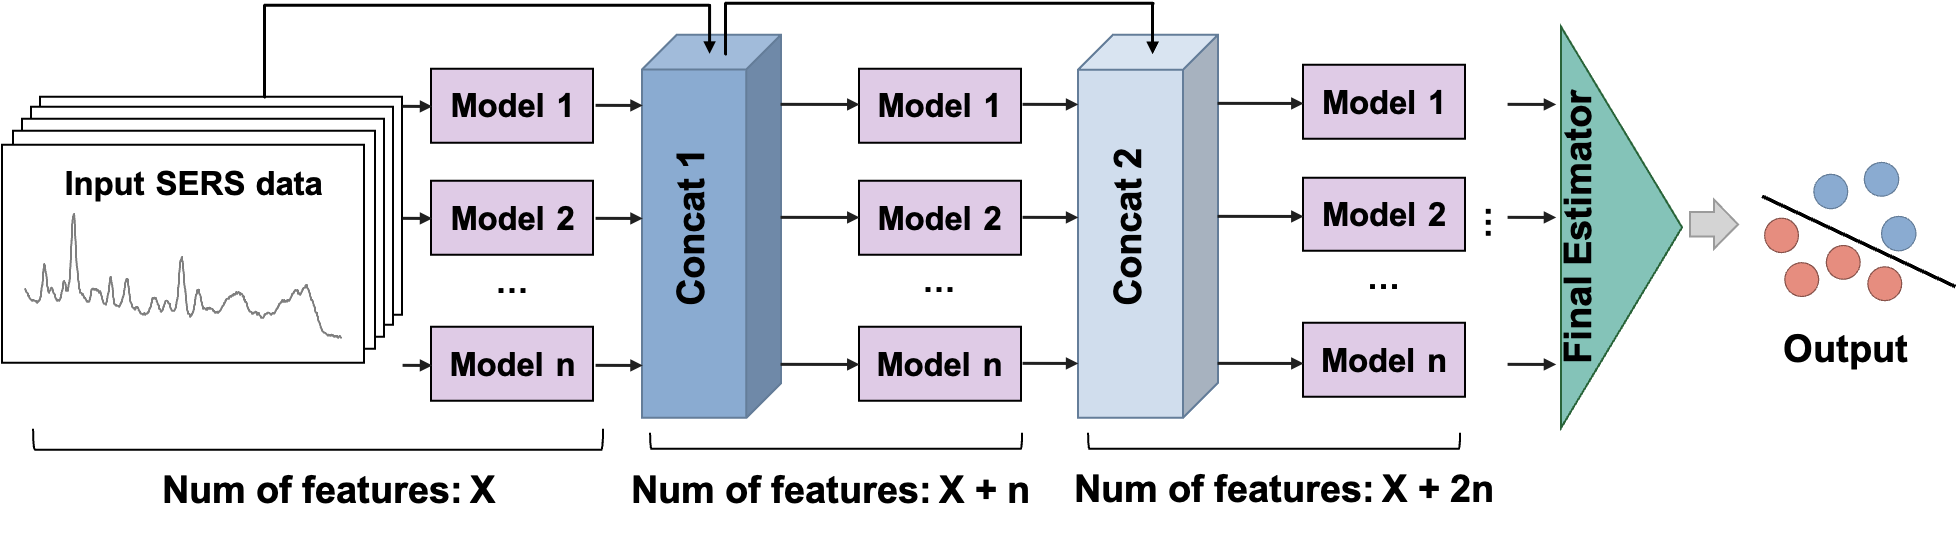 Input SERS data
Model 1
Model 2
...
Model n
Concat 1
Model 1
Model 2
...
Model n
Concat 2
Model 1
Model 2
...
Model n
...
Final Estimator
Output
Num of features: X
Num of features: X + n
Num of features: X + 2n